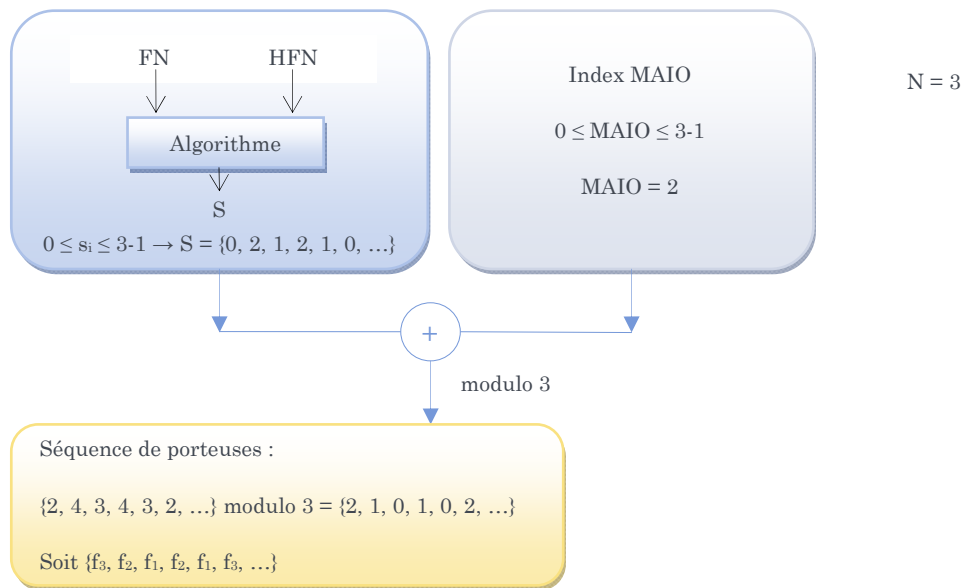 FN HFN
Algorithme
S
0 ≤ sᵢ ≤ 3-1 → S = {0, 2, 1, 2, 1, 0, …}
Index MAIO
0 ≤ MAIO ≤ 3-1
MAIO = 2
N = 3
+
modulo 3
Séquence de porteuses :
{2, 4, 3, 4, 3, 2, …} modulo 3 = {2, 1, 0, 1, 0, 2, …}
Soit {f₃, f₂, f₁, f₂, f₁, f₃, …}